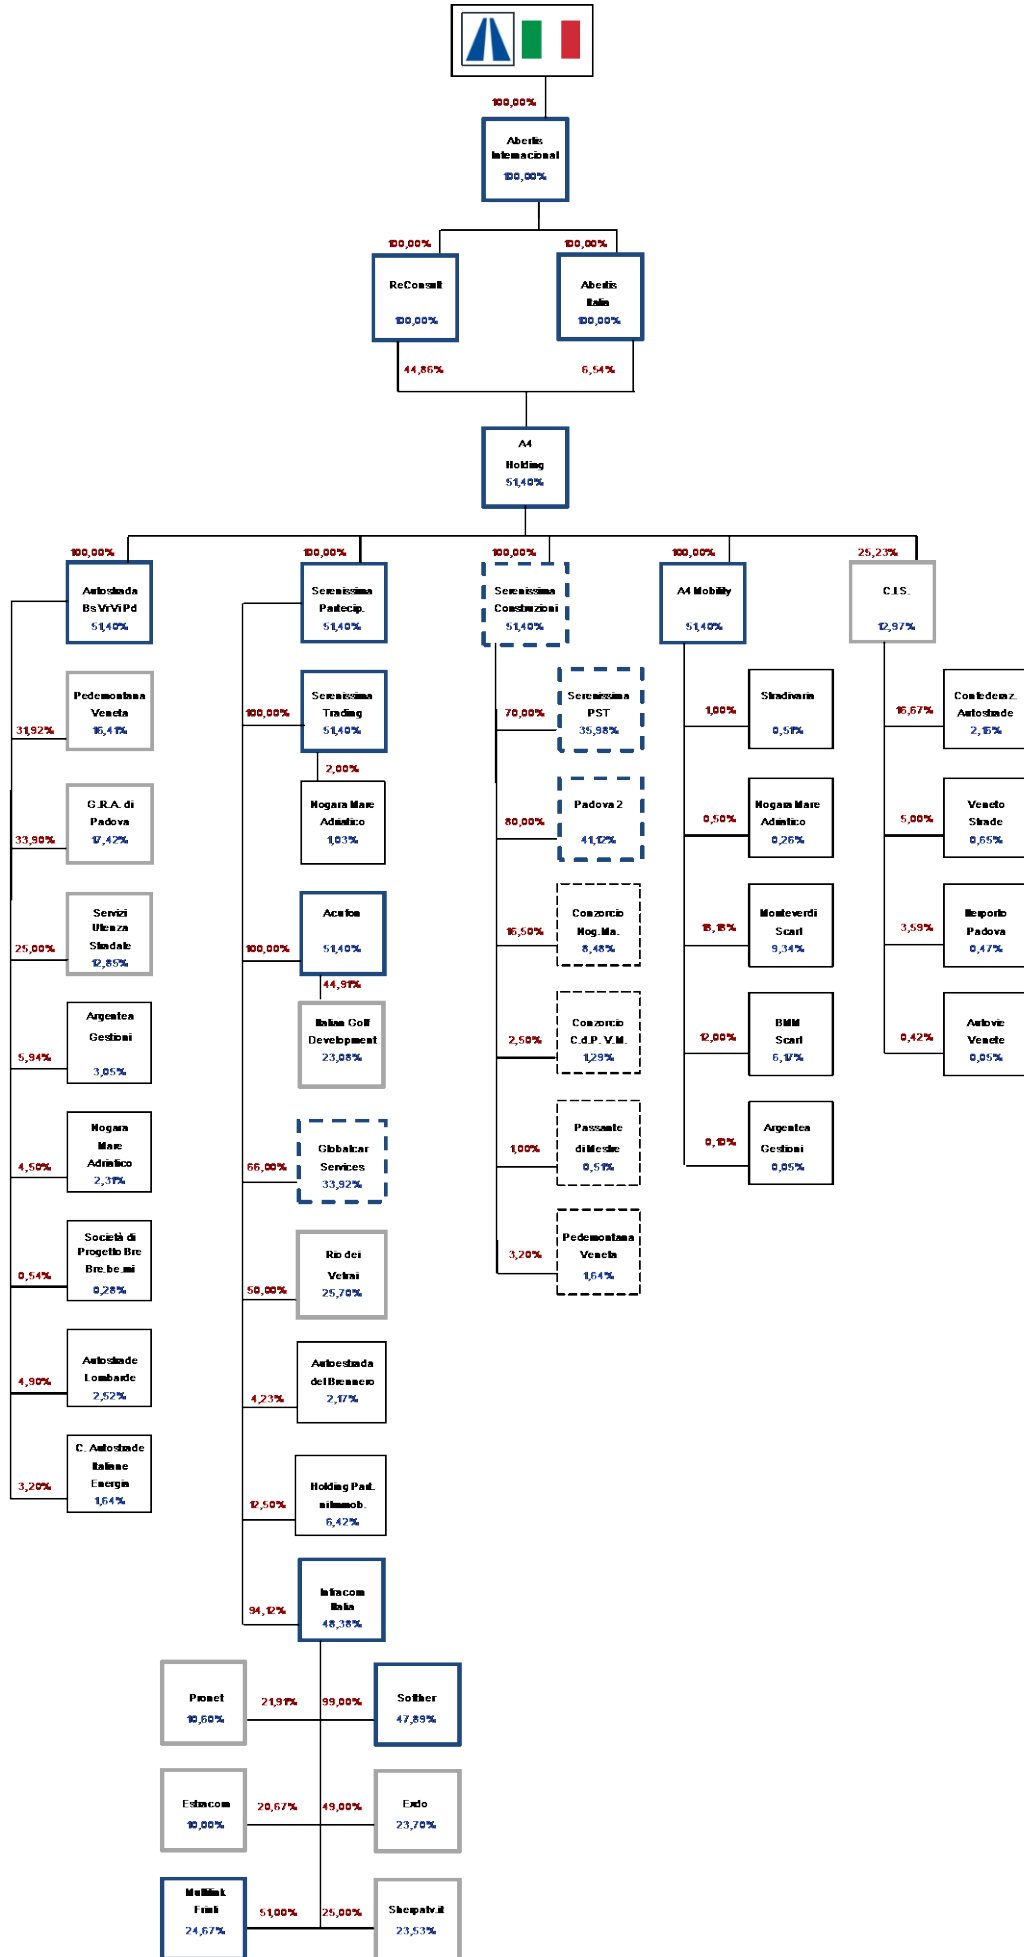 100,00%
Abertis
Internacional
100,00%
100,00%
100,00%
ReConsult
100,00%
Abertis
Italia
100,00%
44,86%
6,54%
A4
Holding
51,40%
100,00%
100,00%
100,00%
100,00%
25,23%
Autostrada
Bs Vr Vi Pd
51,40%
Serenissima
Partecip.
51,40%
Serenissima
Construzioni
51,40%
A4 Mobility
51,40%
C.I.S.
12,97%
31,92%
Pedemontana
Veneta
16,41%
33,90%
G.R.A. di
Padova
17,42%
25,00%
Servizi
Utenza
Stradale
12,85%
5,94%
Argentea
Gestioni
3,05%
4,50%
Nogara
Mare
Adriatico
2,31%
0,54%
Società di
Progetto Bre
Bre.be.mi
0,28%
4,90%
Autostrade
Lombarde
2,52%
3,20%
C. Autostrade
Italiane
Energia
1,64%
100,00%
Serenissima
Trading
51,40%
2,00%
Nogara Mare
Adriatico
1,03%
100,00%
Acufon
51,40%
44,91%
Italian Golf
Development
23,08%
66,00%
Globalcar
Services
33,92%
50,00%
Rio dei
Vetrai
25,70%
4,23%
Autoestrada
del Brennero
2,17%
12,50%
Holding Part.
ni Immob.
6,42%
94,12%
Infracom
Italia
48,38%
21,91%
Pronet
10,60%
99,00%
Softher
47,89%
20,67%
Estracom
10,00%
49,00%
Exdo
23,70%
51,00%
Multilink
Friuli
24,67%
25,00%
Sherpatv.it
23,53%
70,00%
Serenissima
PST
35,98%
80,00%
Padova 2
41,12%
16,50%
Conzorcio
Nog.Ma.
8,48%
2,50%
Conzorcio
C.d.P. V.M.
1,29%
1,00%
Passante
di Mestre
0,51%
3,20%
Pedemontana
Veneta
1,64%
1,00%
Stradivaria
0,51%
0,50%
Nogara Mare
Adriatico
0,26%
18,18%
Monteverdi
Scarl
9,34%
12,00%
BMM
Scarl
6,17%
0,10%
Argentea
Gestioni
0,05%
16,67%
Confederaz.
Autostrade
2,16%
5,00%
Veneto
Strade
0,65%
3,59%
Iterporto
Padova
0,47%
0,42%
Autovie
Venete
0,05%